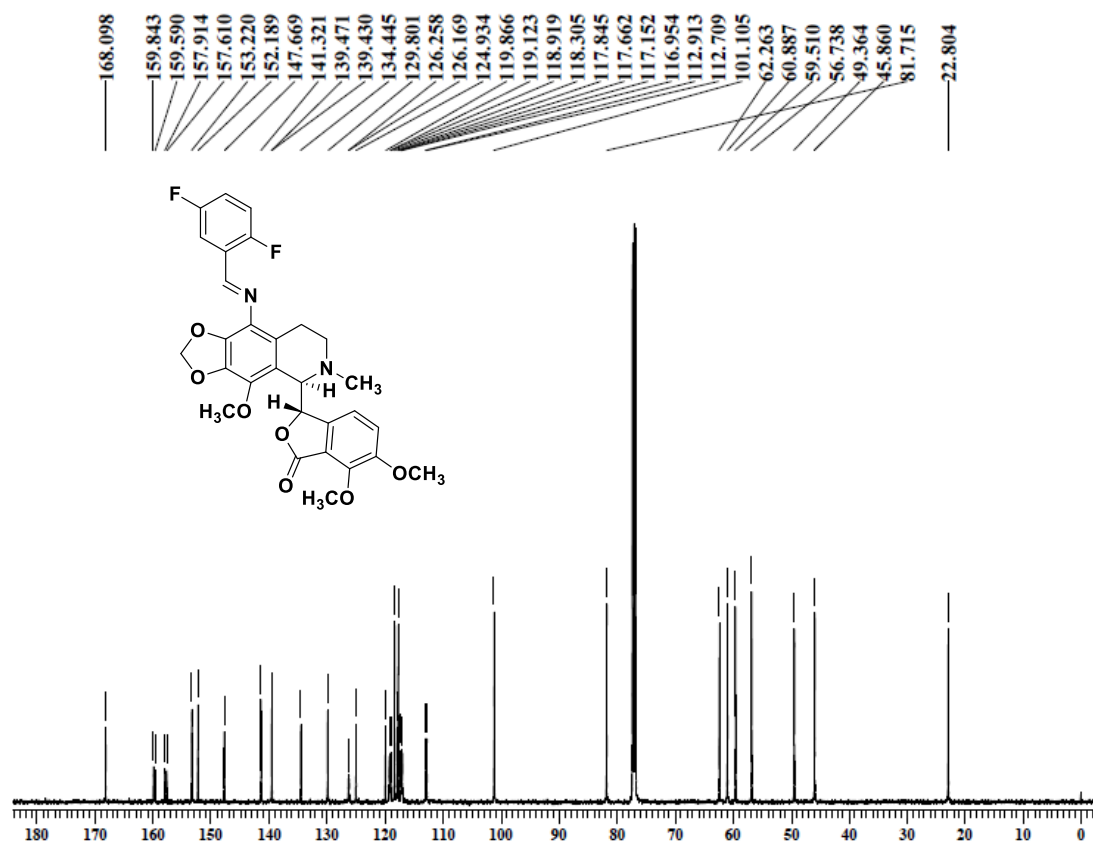 168.098
159.843
159.590
157.914
157.610
153.220
152.189
147.669
141.321
139.471
139.430
134.445
129.801
126.258
126.169
124.934
119.866
119.123
118.919
118.305
117.845
117.662
117.152
116.954
112.913
112.709
101.105
62.263
60.887
59.510
56.738
49.364
45.860
81.715
22.804
F
F
N
O
O
N
CH₃
H
H
H₃CO
O
O
OCH₃
H₃CO
180 170 160 150 140 130 120 110 100 90 80 70 60 50 40 30 20 10 0